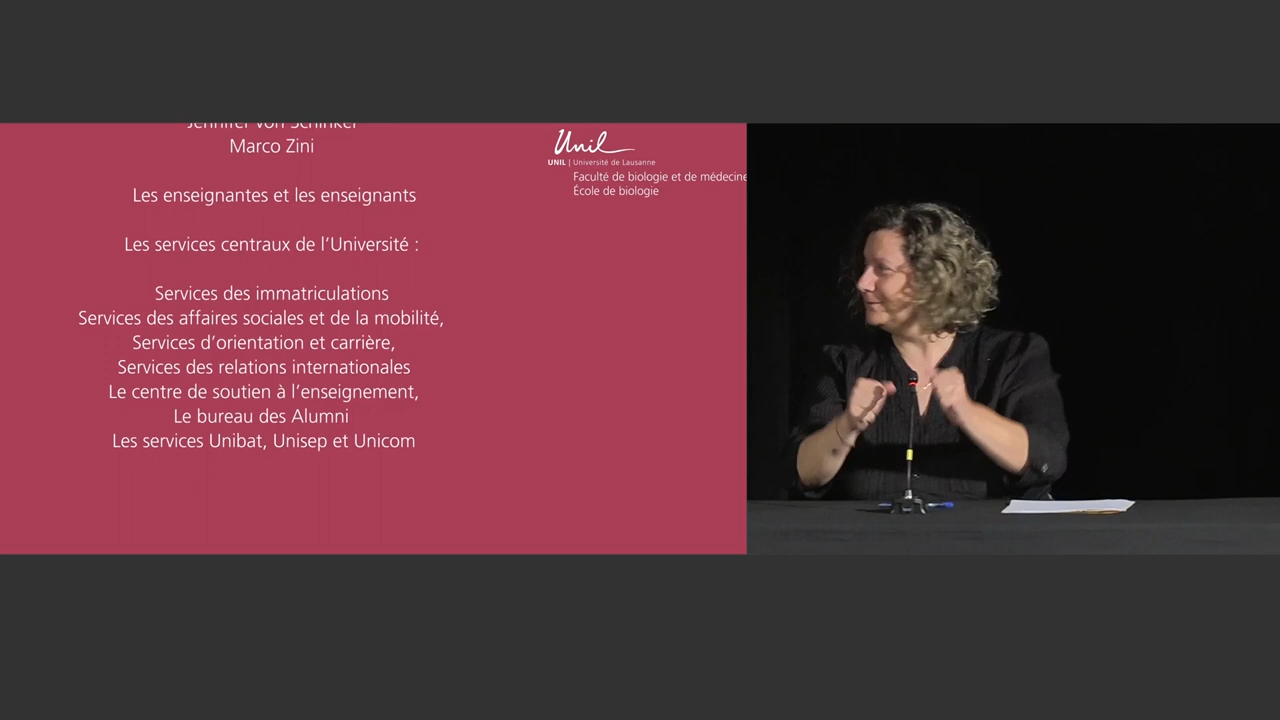 Marco Zini
Les enseignantes et les enseignants
Les services centraux de l’Université :
Services des immatriculations
Services des affaires sociales et de la mobilité,
Services d’orientation et carrière,
Services des relations internationales
Le centre de soutien à l’enseignement,
Le bureau des Alumni
Les services Unibat, Unisep et Unicom
Unil
UNIL | Université de Lausanne
Faculté de biologie et de médecine
École de biologie